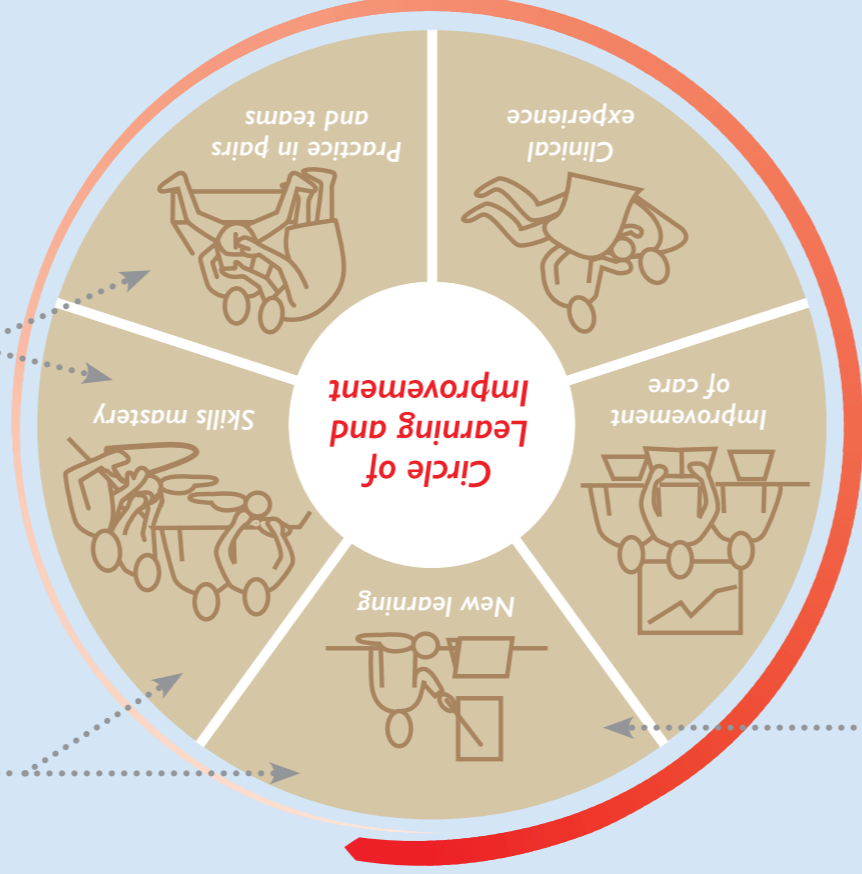 Circle of
Learning and
Improvement
New learning
Skills mastery
Practice in pairs
and teams
Clinical
experience
Improvement
of care